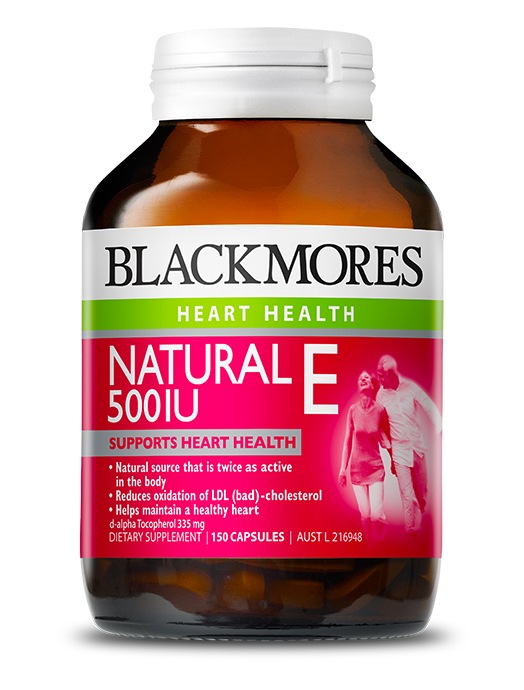 BLACKMORES
HEART HEALTH
NATURAL E
500IU
SUPPORTS HEART HEALTH
• Natural source that is twice as active
in the body
• Reduces oxidation of LDL (bad)-cholesterol
• Helps maintain a healthy heart
d-alpha Tocopherol 335 mg
DIETARY SUPPLEMENT | 150 CAPSULES | AUST L 216948